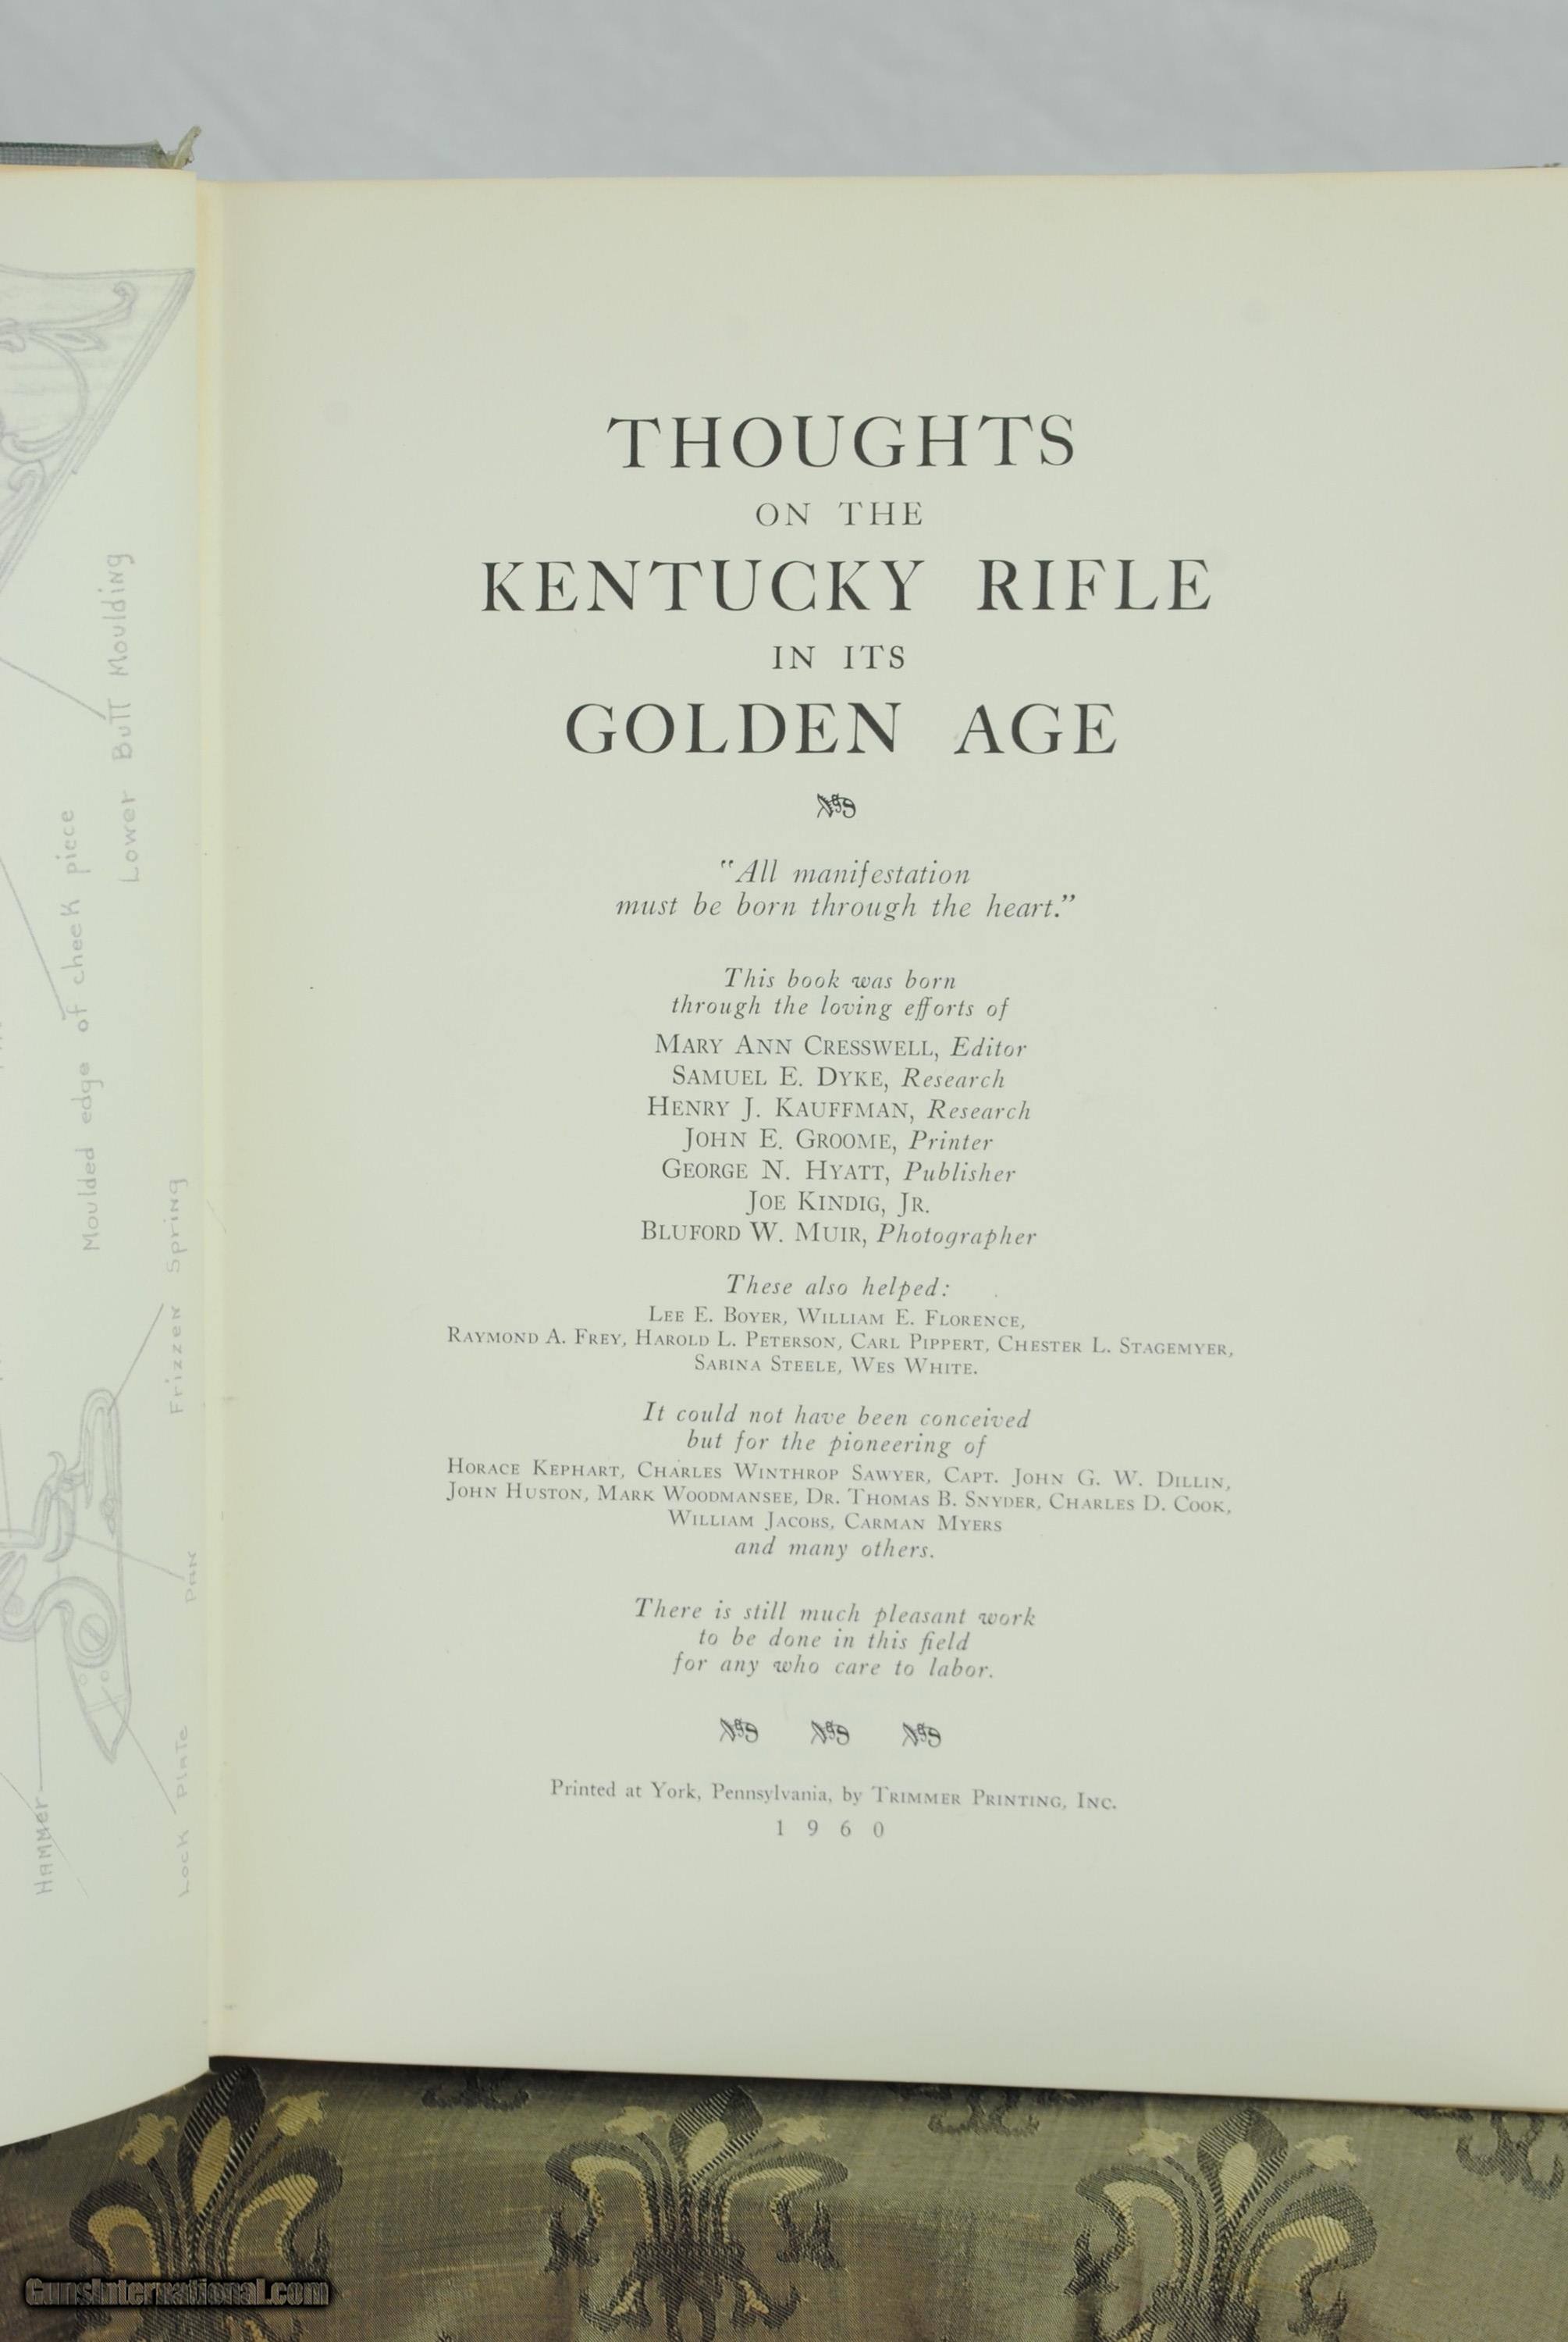 Lower Butt Moulding
Moulded edge of cheek piece
Frizzen Spring
Pan
Lock Plate
Hammer
THOUGHTS
ON THE
KENTUCKY RIFLE
IN ITS
GOLDEN AGE
"All manifestation
must be born through the heart."
This book was born
through the loving efforts of
MARY ANN CRESSWELL, Editor
SAMUEL E. DYKE, Research
HENRY J. KAUFFMAN, Research
JOHN E. GROOME, Printer
GEORGE N. HYATT, Publisher
JOE KINDIG, JR.
BLUFORD W. MUIR, Photographer
These also helped:
LEE E. BOYER, WILLIAM E. FLORENCE,
RAYMOND A. FREY, HAROLD L. PETERSON, CARL PIPPERT, CHESTER L. STAGEMYER,
SABINA STEELE, WES WHITE.
It could not have been conceived
but for the pioneering of
HORACE KEPHART, CHARLES WINTHROP SAWYER, CAPT. JOHN G. W. DILLIN,
JOHN HUSTON, MARK WOODMANSEE, DR. THOMAS B. SNYDER, CHARLES D. COOK,
WILLIAM JACOBS, CARMAN MYERS
and many others.
There is still much pleasant work
to be done in this field
for any who care to labor.
Printed at York, Pennsylvania, by TRIMMER PRINTING, INC.
1960
GunsInternational.com